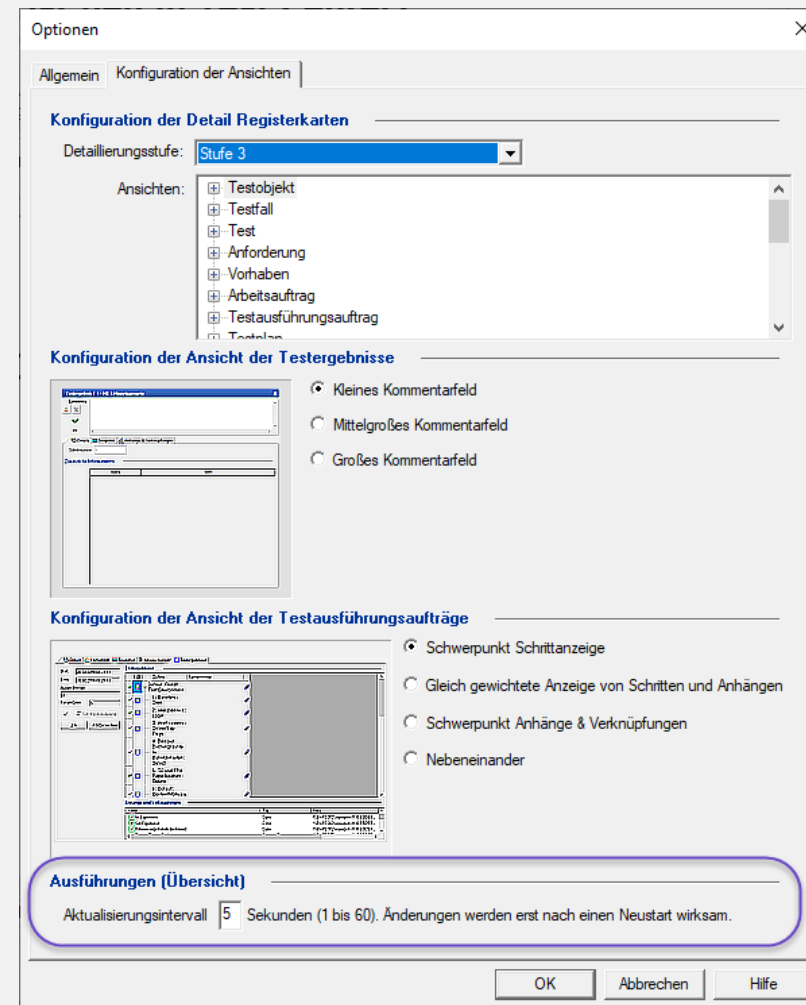 Optionen
Allgemein
Konfiguration der Ansichten
Konfiguration der Detail Registerkarten
Detaillierungsstufe: Stufe 3
Ansichten:
Testobjekt
Testfall
Test
Anforderung
Vorhaben
Arbeitsauftrag
Testausführungsauftrag
Testplan
Konfiguration der Ansicht der Testergebnisse
Kleines Kommentarfeld
Mittelgroßes Kommentarfeld
Großes Kommentarfeld
Konfiguration der Ansicht der Testausführungsaufträge
Schwerpunkt Schrittanzeige
Gleich gewichtete Anzeige von Schritten und Anhängen
Schwerpunkt Anhänge & Verknüpfungen
Nebeneinander
Ausführungen (Übersicht)
Aktualisierungsintervall 5 Sekunden (1 bis 60). Änderungen werden erst nach einen Neustart wirksam.
OK Abbrechen Hilfe